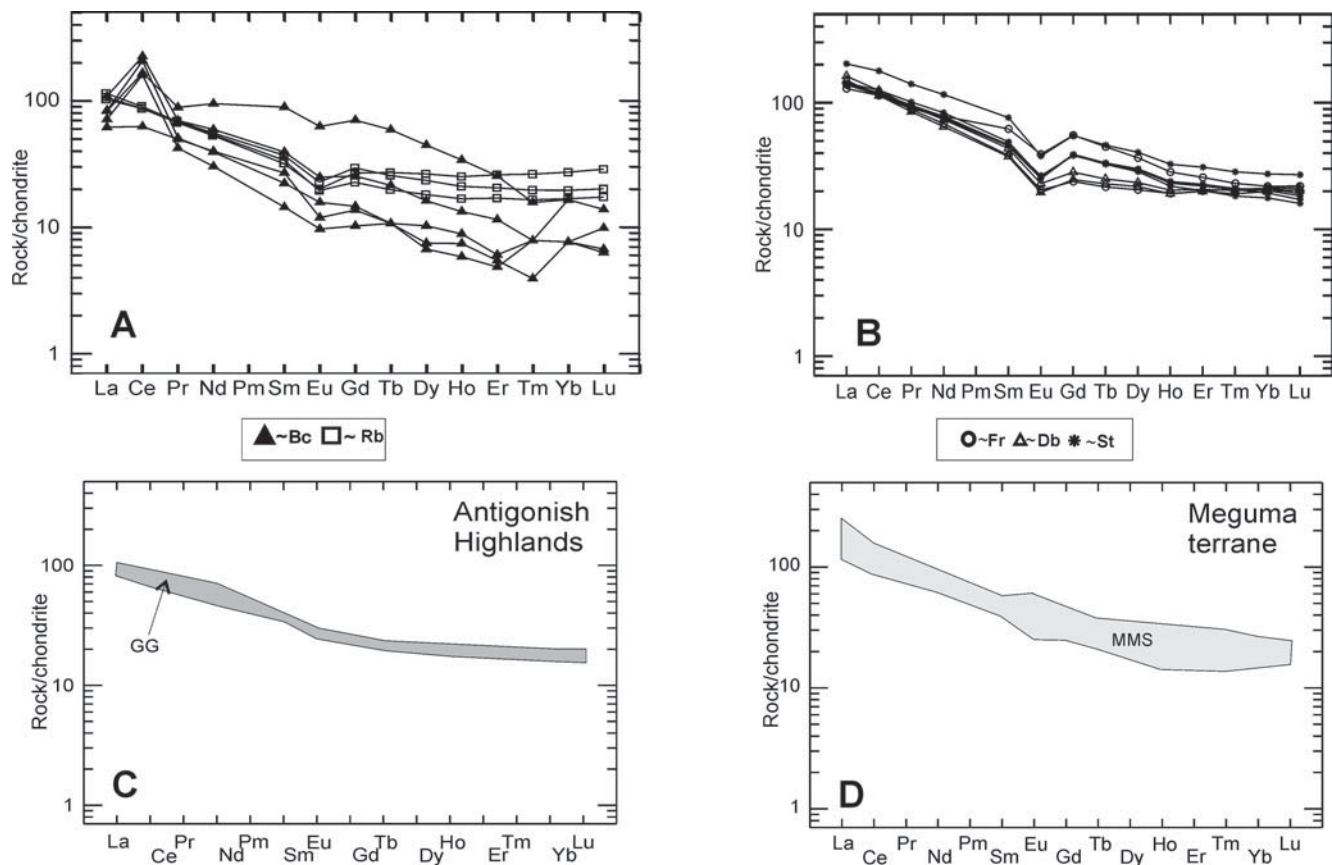 100
10
1
Rock/chondrite
A
La Ce Pr Nd Pm Sm Eu Gd Tb Dy Ho Er Tm Yb Lu
▲~Bc □~ Rb
100
10
1
Rock/chondrite
B
La Ce Pr Nd Pm Sm Eu Gd Tb Dy Ho Er Tm Yb Lu
○~Fr △~Db ✱~St
100
10
1
Rock/chondrite
Antigonish
Highlands
GG
C
La Ce Pr Nd Pm Sm Eu Gd Tb Dy Ho Er Tm Yb Lu
100
10
1
Rock/chondrite
Meguma
terrane
MMS
D
La Ce Pr Nd Pm Sm Eu Gd Tb Dy Ho Er Tm Yb Lu